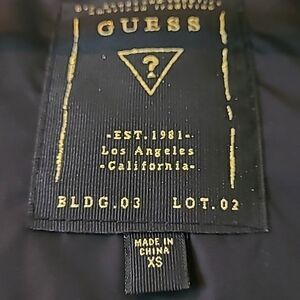 GUESS
?
-EST.1981-
Los Angeles
-California-
BLDG.03 LOT.02
MADE IN
CHINA
XS